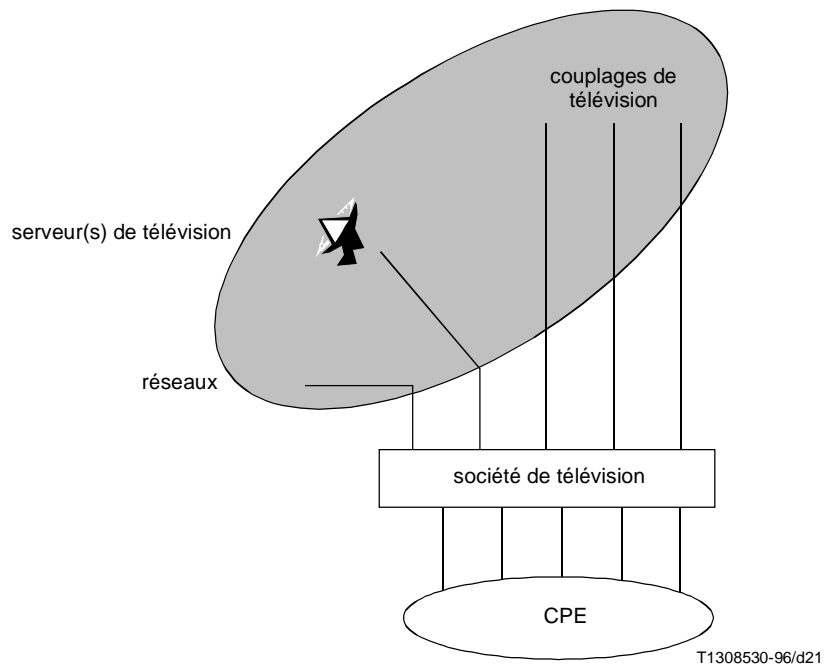 couplages de
télévision
serveur(s) de télévision
réseaux
société de télévision
CPE
T1308530-96/d21